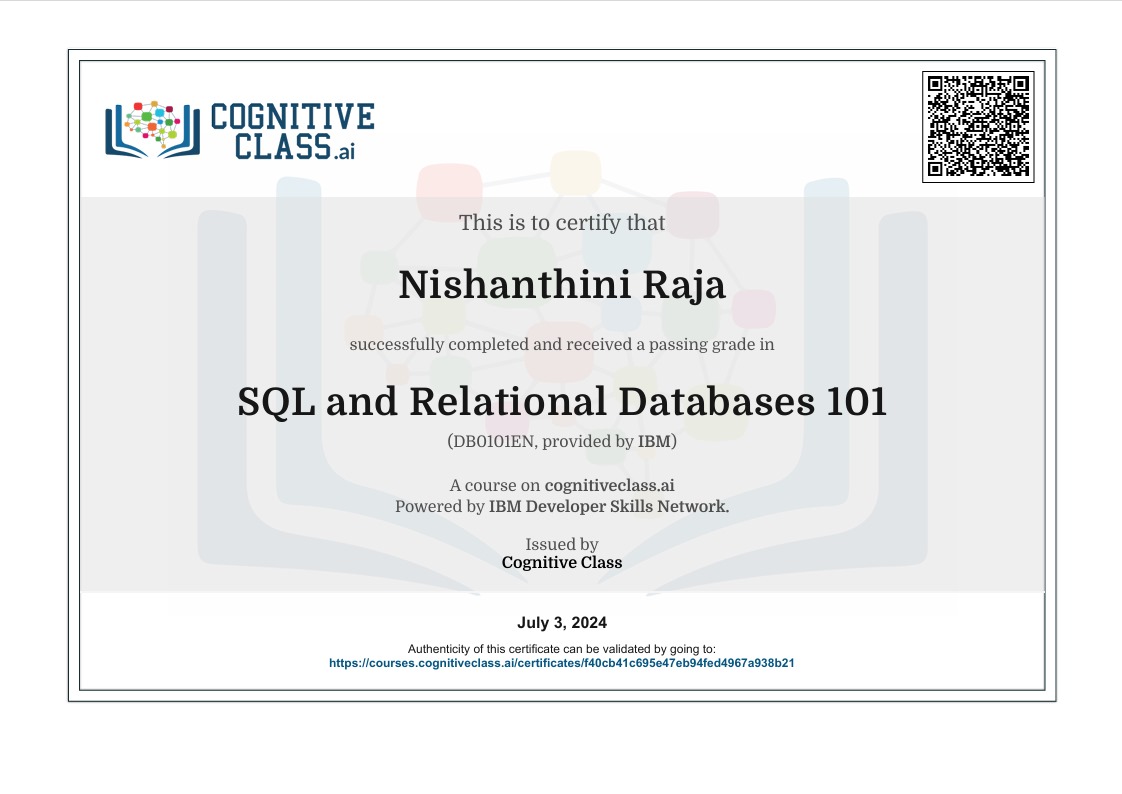 COGNITIVE
CLASS.ai
This is to certify that
Nishanthini Raja
successfully completed and received a passing grade in
SQL and Relational Databases 101
(DB0101EN, provided by IBM)
A course on cognitiveclass.ai
Powered by IBM Developer Skills Network.
Issued by
Cognitive Class
July 3, 2024
Authenticity of this certificate can be validated by going to:
https://courses.cognitiveclass.ai/certificates/f40cb41c695e47eb94fed4967a938b21